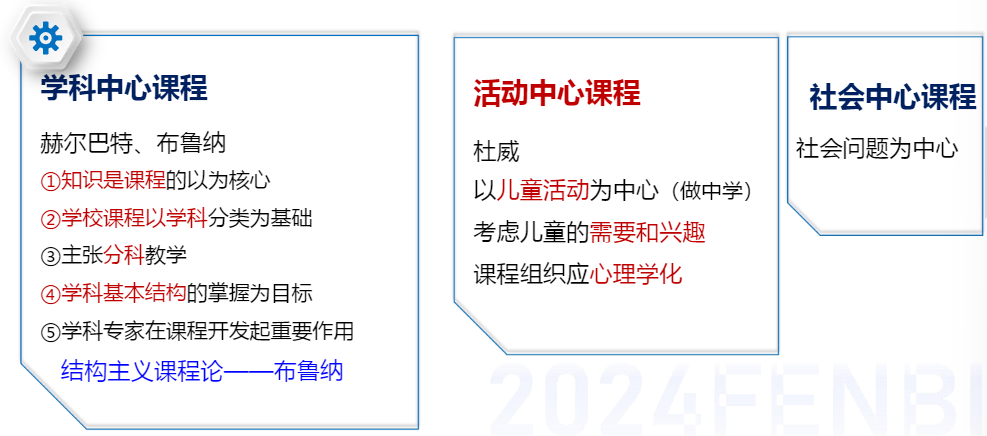 学科中心课程
赫尔巴特、布鲁纳
①知识是课程的以为核心
②学校课程以学科分类为基础
③主张分科教学
④学科基本结构的掌握为目标
⑤学科专家在课程开发起重要作用
结构主义课程论——布鲁纳
活动中心课程
杜威
以儿童活动为中心（做中学）
考虑儿童的需要和兴趣
课程组织应心理学化
社会中心课程
社会问题为中心
2024FENBI